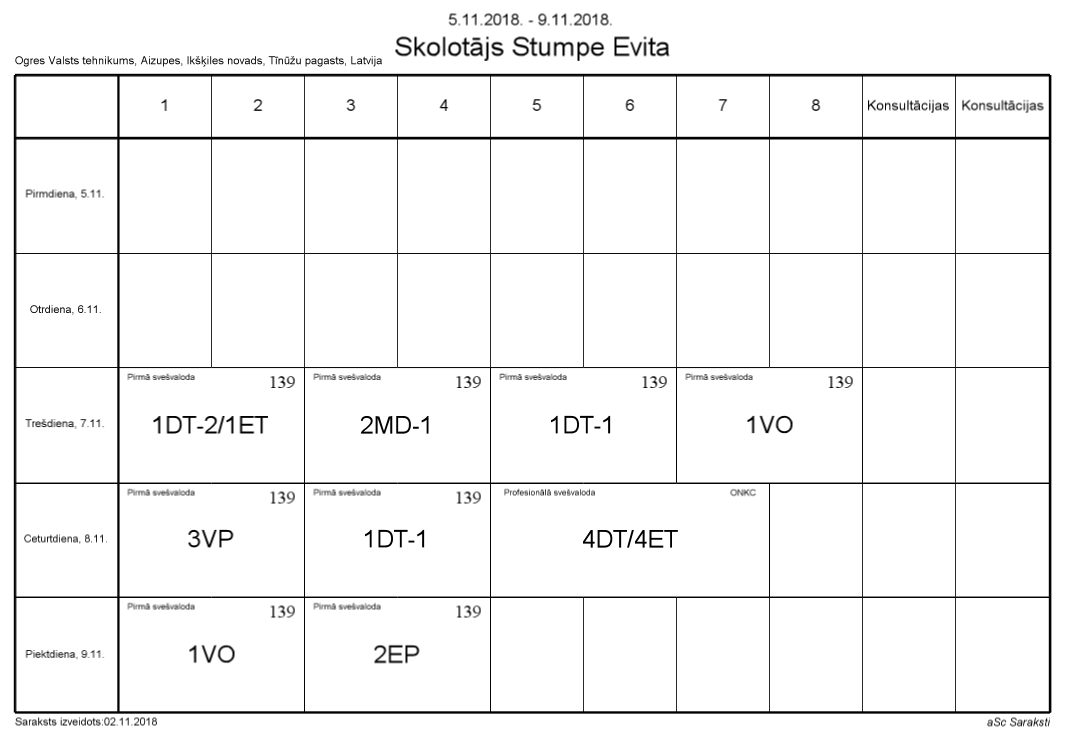 5.11.2018. - 9.11.2018.
Skolotājs Stumpe Evita
Ogres Valsts tehnikums, Aizupes, Ikšķiles novads, Tīnūžu pagasts, Latvija
1 2 3 4 5 6 7 8 Konsultācijas Konsultācijas
Pirmdiena, 5.11.
Otrdiena, 6.11.
Pirmā svešvaloda 139 Pirmā svešvaloda 139 Pirmā svešvaloda 139 Pirmā svešvaloda 139
Trešdiena, 7.11. 1DT-2/1ET 2MD-1 1DT-1 1VO
Pirmā svešvaloda 139 Pirmā svešvaloda 139 Profesionālā svešvaloda ONKC
Ceturtdiena, 8.11. 3VP 1DT-1 4DT/4ET
Pirmā svešvaloda 139 Pirmā svešvaloda 139
Piektdiena, 9.11. 1VO 2EP
Saraksts izveidots:02.11.2018 aSc Saraksti